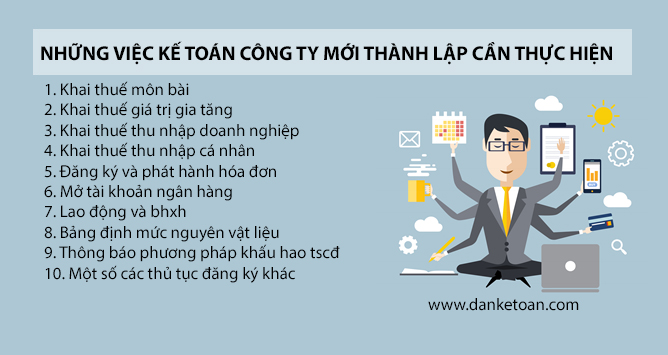 NHỮNG VIỆC KẾ TOÁN CÔNG TY MỚI THÀNH LẬP CẦN THỰC HIỆN
1. Khai thuế môn bài
2. Khai thuế giá trị gia tăng
3. Khai thuế thu nhập doanh nghiệp
4. Khai thuế thu nhập cá nhân
5. Đăng ký và phát hành hóa đơn
6. Mở tài khoản ngân hàng
7. Lao động và bhxh
8. Bảng định mức nguyên vật liệu
9. Thông báo phương pháp khấu hao tscđ
10. Một số các thủ tục đăng ký khác
www.danketoan.com